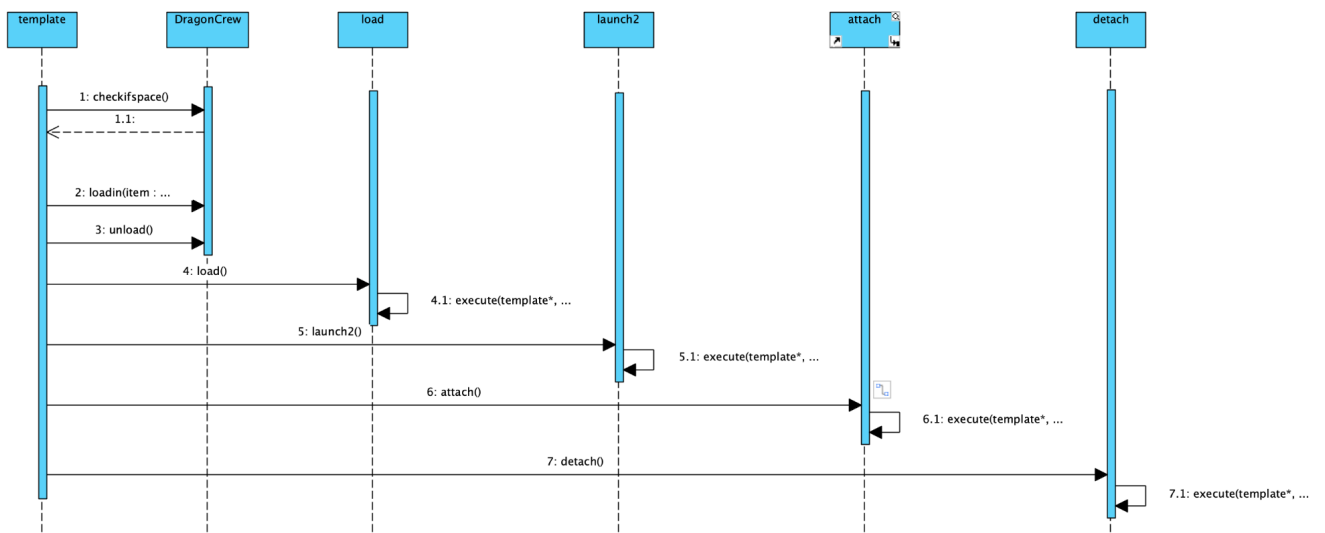 template
DragonCrew
load
launch2
attach
detach
1: checkifspace()
1.1:
2: loadin(item : ...
3: unload()
4: load()
4.1: execute(template*, ...
5: launch2()
5.1: execute(template*, ...
6: attach()
6.1: execute(template*, ...
7: detach()
7.1: execute(template*, ...